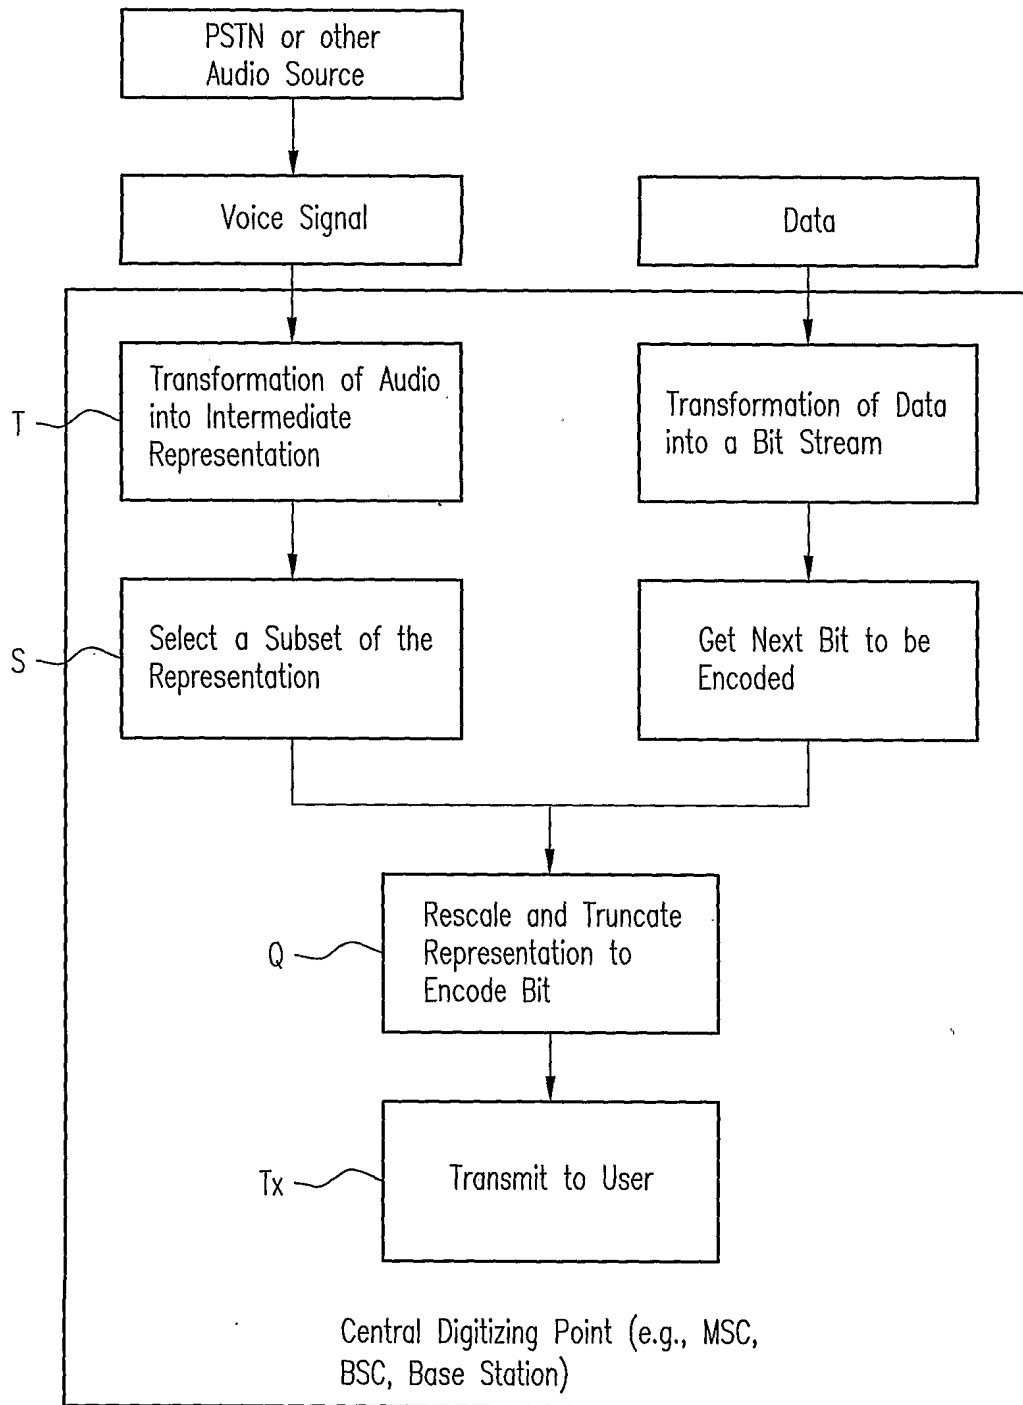 PSTN or other
Audio Source
Voice Signal
Data
T
Transformation of Audio
into Intermediate
Representation
Transformation of Data
into a Bit Stream
S
Select a Subset of the
Representation
Get Next Bit to be
Encoded
Q
Rescale and Truncate
Representation to
Encode Bit
Tx
Transmit to User
Central Digitizing Point (e.g., MSC,
BSC, Base Station)